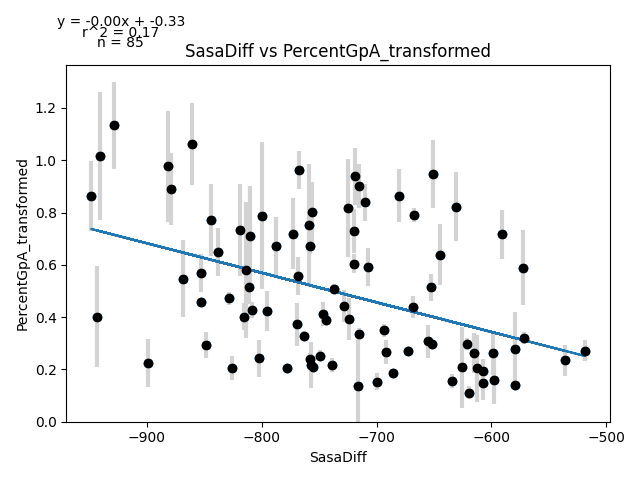 y = -0.00x + -0.33
r^2 = 0.17
n = 85
SasaDiff vs PercentGpA_transformed
PercentGpA_transformed
1.2
1.0
0.8
0.6
0.4
0.2
0.0
−900
−800
−700
−600
−500
SasaDiff